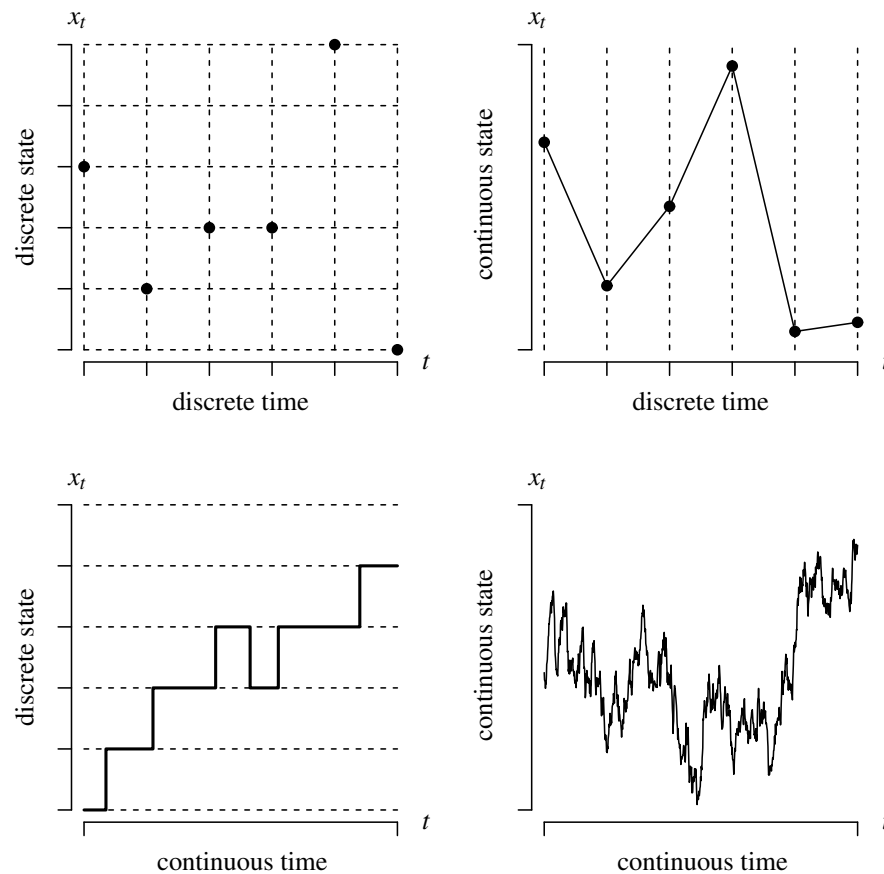 x_t
discrete state
t
discrete time
x_t
continuous state
t
discrete time
x_t
discrete state
t
continuous time
x_t
continuous state
t
continuous time